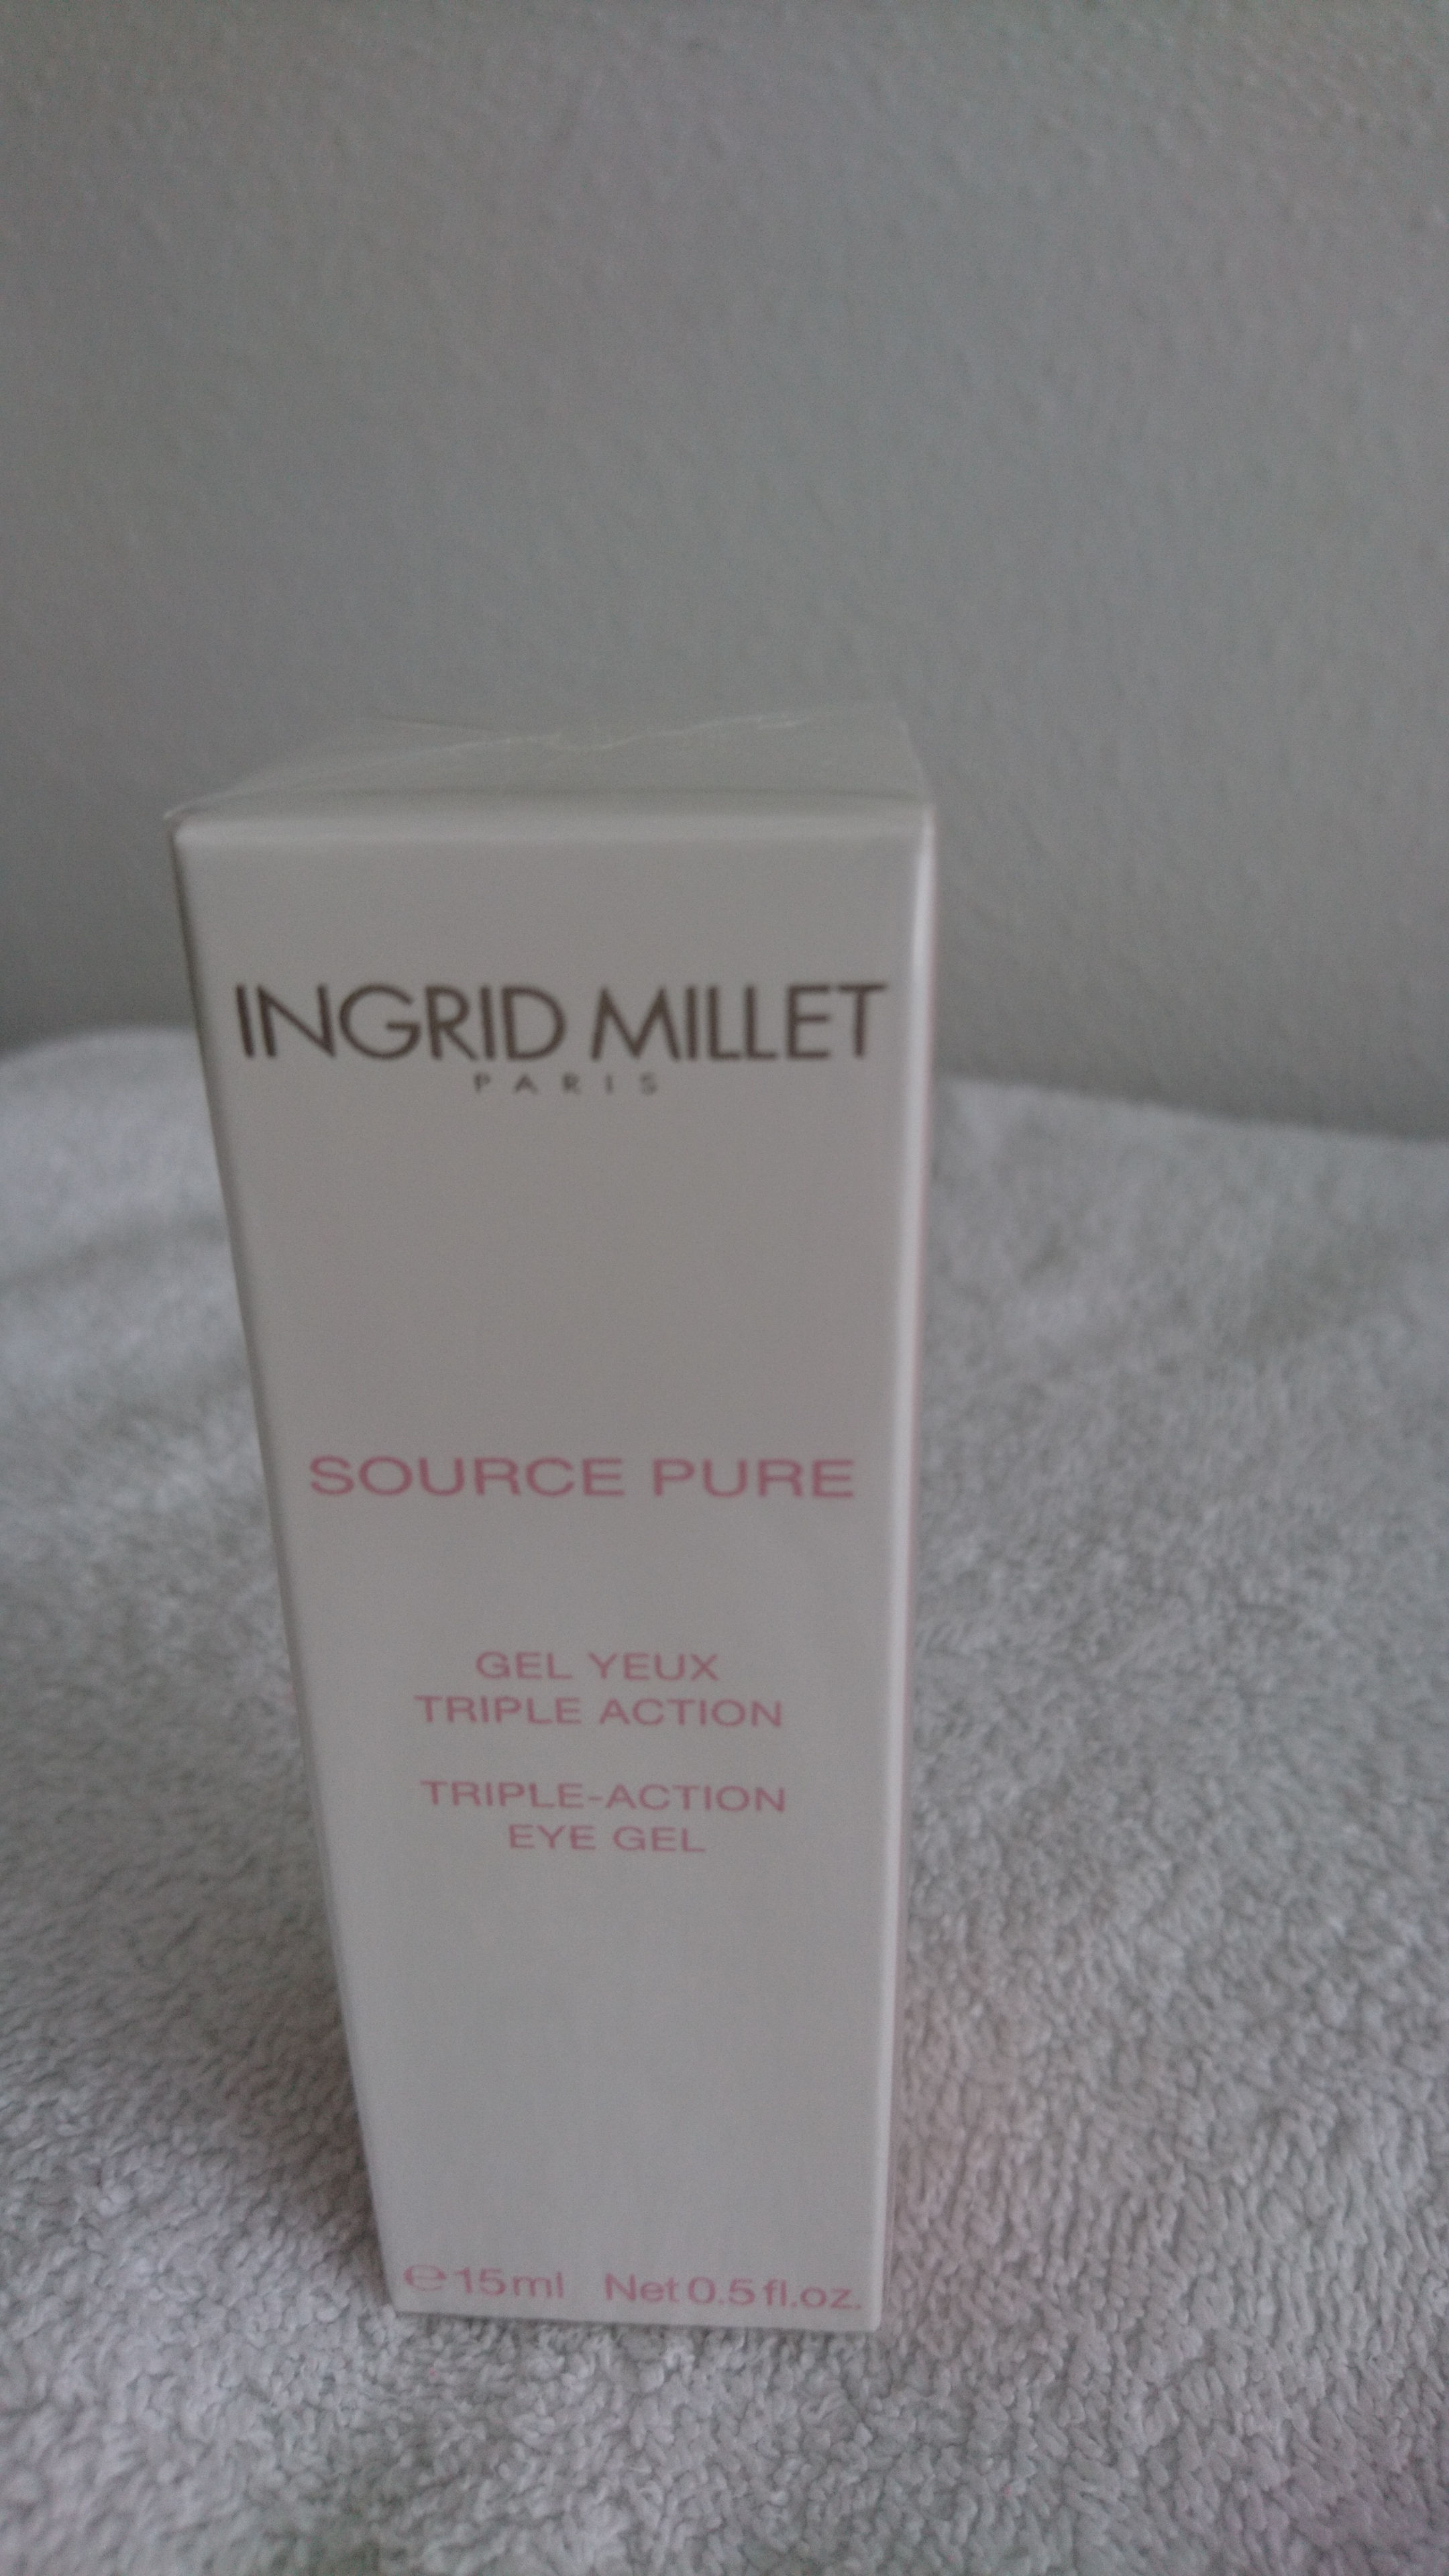 INGRID MILLET
PARIS
SOURCE PURE
GEL YEUX
TRIPLE ACTION
TRIPLE-ACTION
EYE GEL
℮15ml Net 0.5 fl.oz.